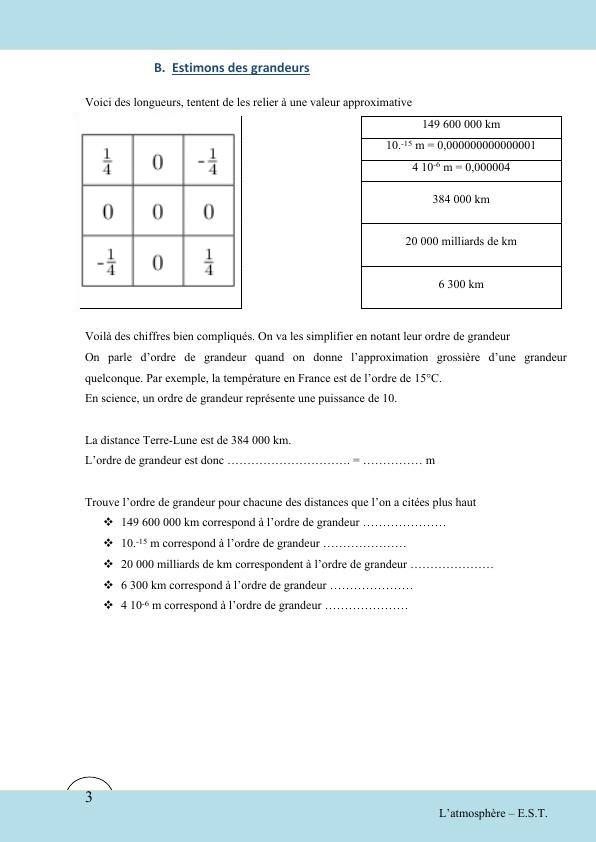 B. Estimons des grandeurs
Voici des longueurs, tentent de les relier à une valeur approximative
1/4 0 -1/4
0 0 0
-1/4 0 1/4
149 600 000 km
10.-15 m = 0,000000000000001
4 10-6 m = 0,000004
384 000 km
20 000 milliards de km
6 300 km
Voilà des chiffres bien compliqués. On va les simplifier en notant leur ordre de grandeur
On parle d’ordre de grandeur quand on donne l’approximation grossière d’une grandeur
quelconque. Par exemple, la température en France est de l’ordre de 15°C.
En science, un ordre de grandeur représente une puissance de 10.
La distance Terre-Lune est de 384 000 km.
L’ordre de grandeur est donc …………………………. = …………… m
Trouve l’ordre de grandeur pour chacune des distances que l’on a citées plus haut
❖ 149 600 000 km correspond à l’ordre de grandeur …………………
❖ 10.-15 m correspond à l’ordre de grandeur …………………
❖ 20 000 milliards de km correspondent à l’ordre de grandeur …………………
❖ 6 300 km correspond à l’ordre de grandeur …………………
❖ 4 10-6 m correspond à l’ordre de grandeur …………………
3
L’atmosphère – E.S.T.